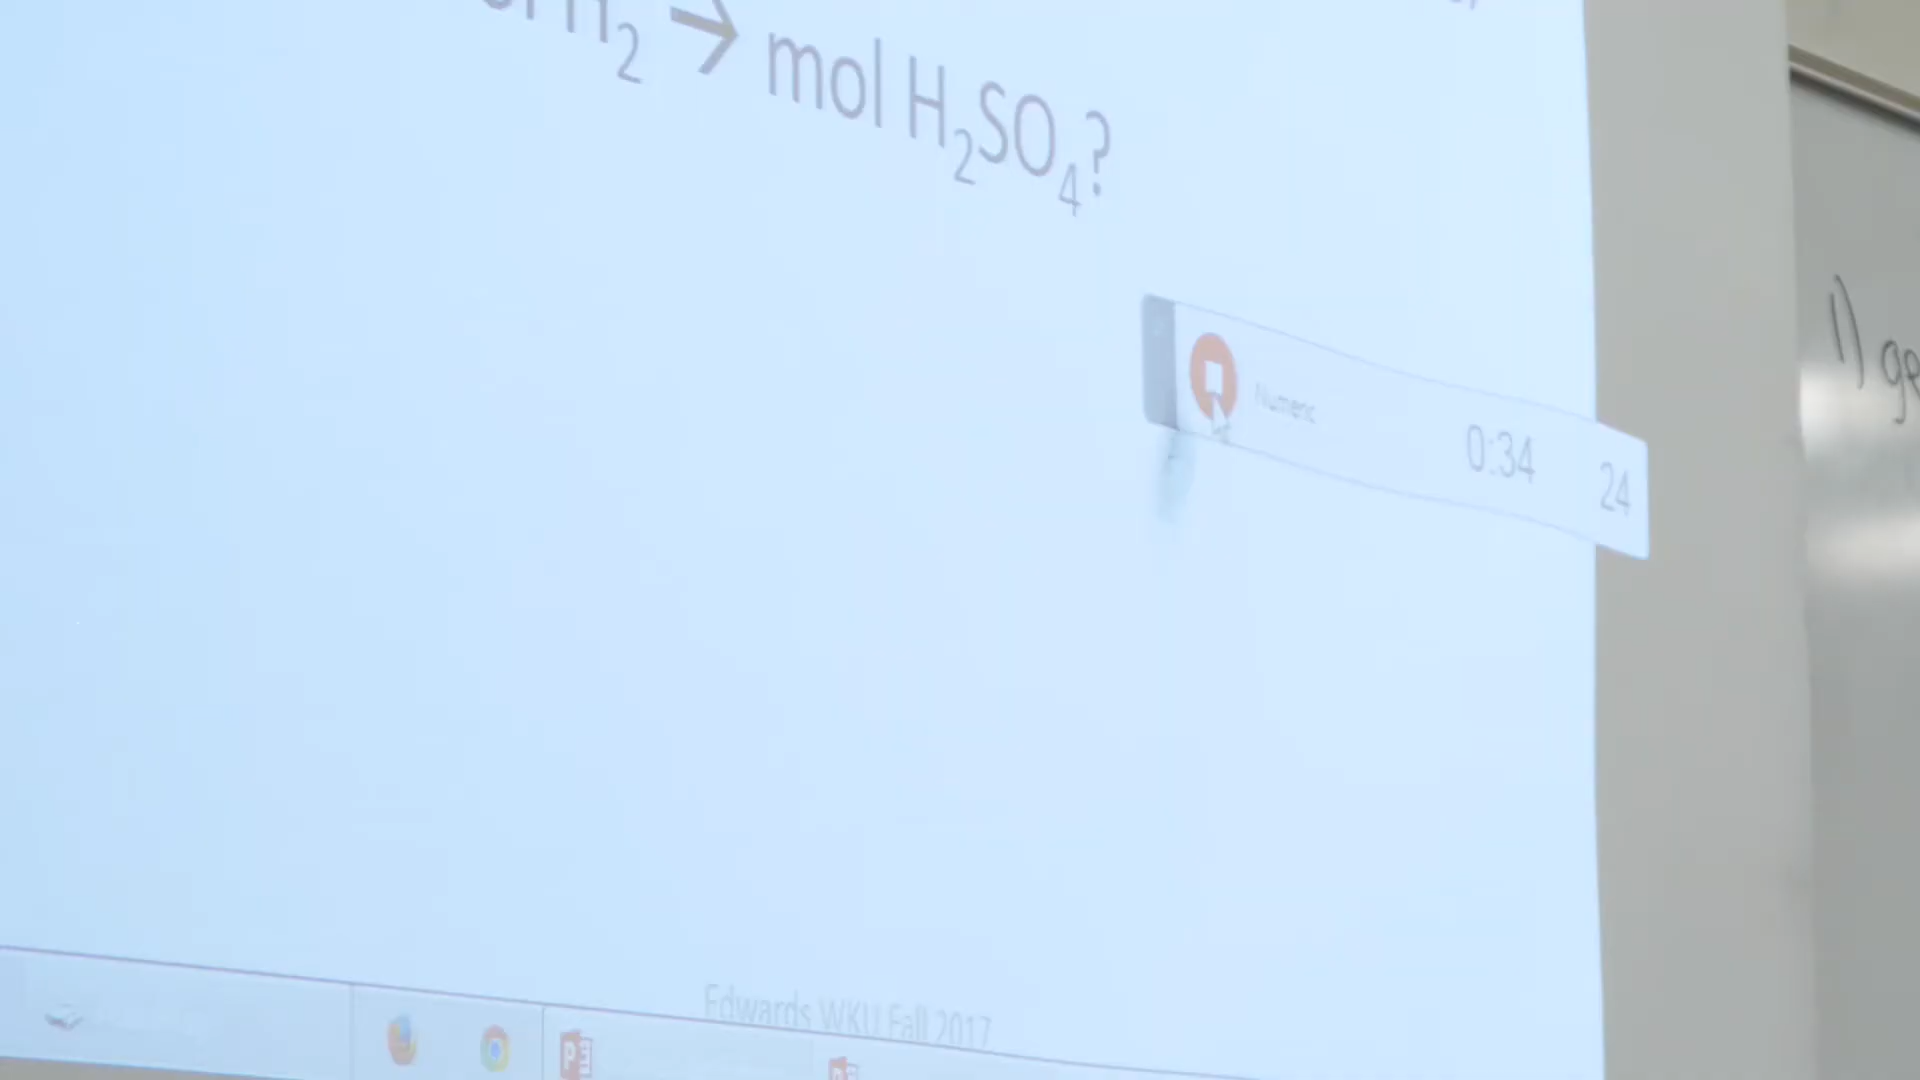 H₂ → mol H₂SO₄?
Numeric
0:34
24
1) ge
Edwards WKU Fall 2017